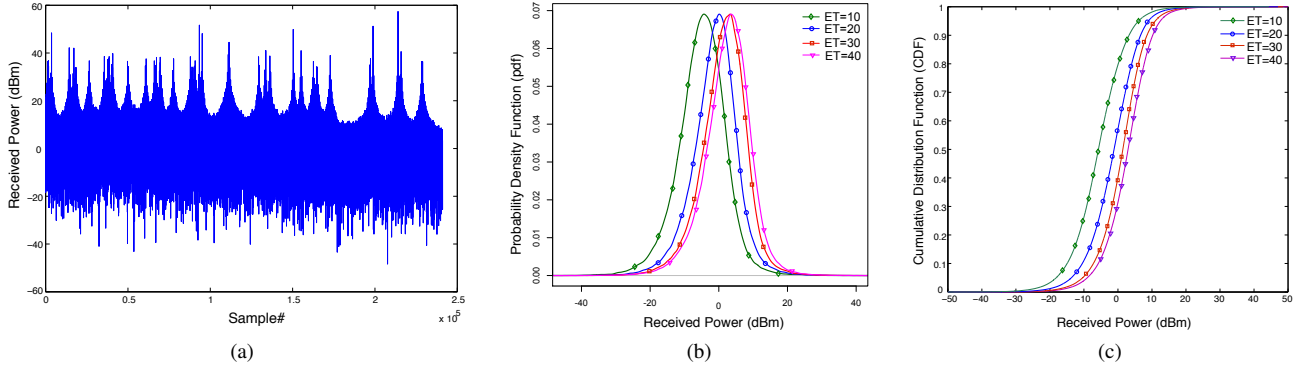 60
40
20
0
-20
-40
60
0
0.5
1
1.5
2
2.5
x 10⁵
Received Power (dBm)
Sample#
(a)
0.07
0.06
0.05
0.04
0.03
0.02
0.01
0.00
-40
-20
0
20
40
Probability Density Function (pdf)
Received Power (dBm)
ET=10
ET=20
ET=30
ET=40
(b)
1
0.9
0.8
0.7
0.6
0.5
0.4
0.3
0.2
0.1
0
-50
-40
-30
-20
-10
0
10
20
30
40
50
Cumulative Distribution Function (CDF)
Received Power (dBm)
ET=10
ET=20
ET=30
ET=40
(c)